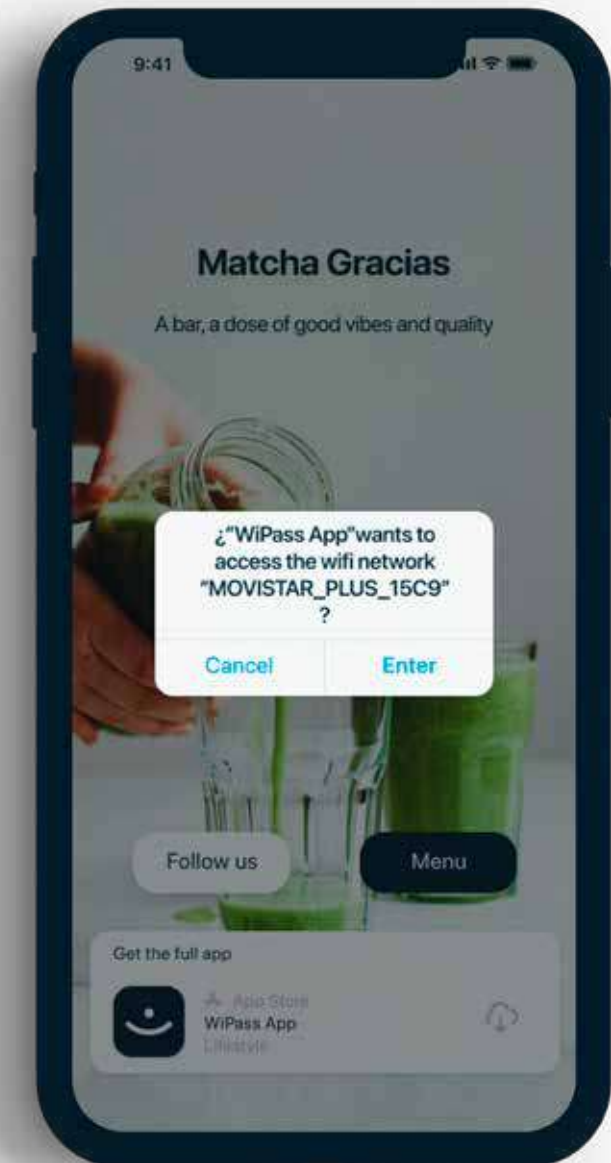 9:41
Matcha Gracias
A bar, a dose of good vibes and quality
¿"WiPass App"wants to
access the wifi network
"MOVISTAR_PLUS_15C9"
?
Cancel
Enter
Follow us
Menu
Get the full app
App Store
WiPass App
Lifestyle